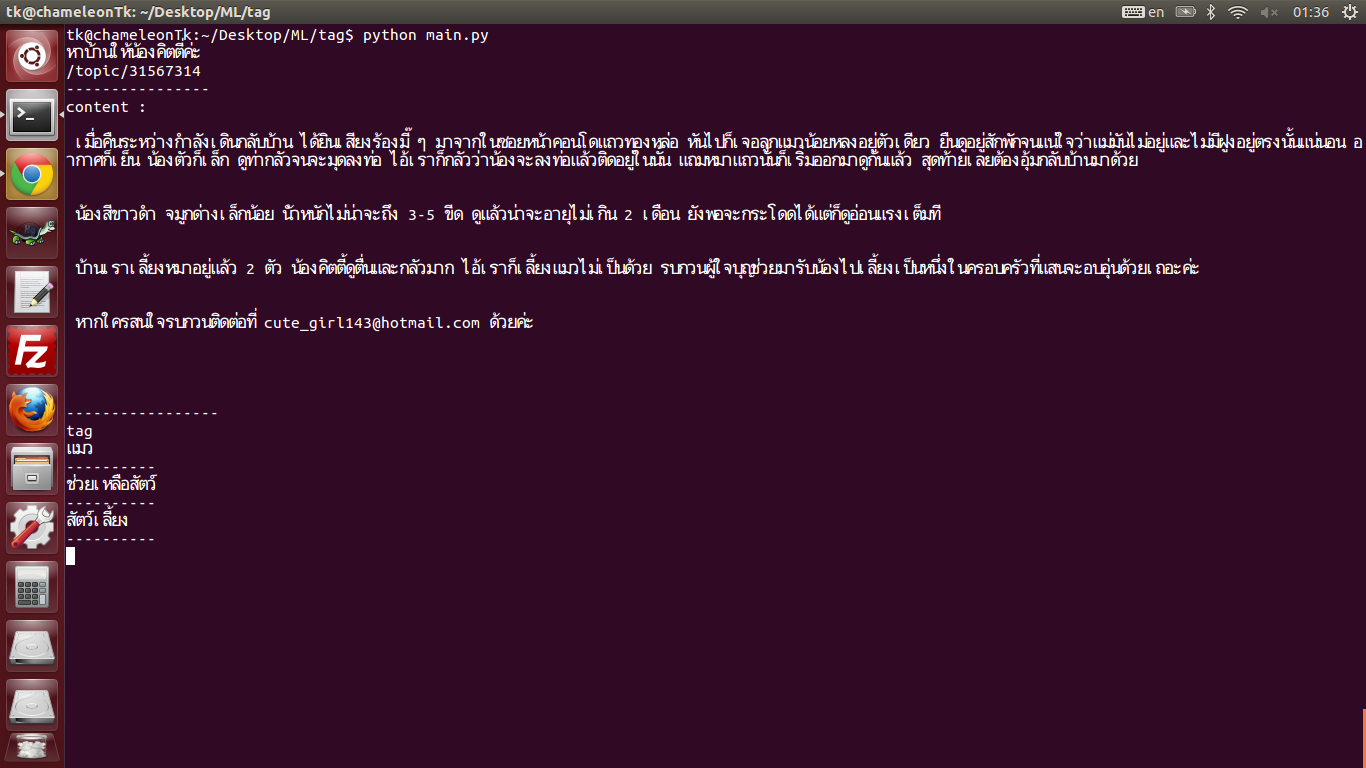 tk@chameleonTk: ~/Desktop/ML/tag
en
01:36
tk@chameleonTk:~/Desktop/ML/tag$ python main.py
หาบ้านให้น้องคิตตี้ค่ะ
/topic/31567314
----------------
content :
เมื่อคืนระหว่างกำลังเดินกลับบ้าน ได้ยินเสียงร้องมี๊ ๆ มาจากในซอยหน้าคอนโดแถวทองหล่อ หันไปก็เจอลูกแมวน้อยหลงอยู่ตัวเดียว ยืนดูอยู่สักพักจนแน่ใจว่าแม่มันไม่อยู่และไม่มีฝูงอยู่ตรงนั้นแน่นอน อ
ากาศก็เย็น น้องตัวก็เล็ก ดูท่ากลัวจนจะมุดลงท่อ ไอ้เราก็กลัวว่าน้องจะลงท่อแล้วติดอยู่ในนั้น แถมหมาแถวนั้นก็เริ่มออกมาดูกันแล้ว สุดท้ายเลยต้องอุ้มกลับบ้านมาด้วย
น้องสีขาวดำ จมูกด่างเล็กน้อย น้ำหนักไม่น่าจะถึง 3-5 ขีด ดูแล้วน่าจะอายุไม่เกิน 2 เดือน ยังพอจะกระโดดได้แต่ก็ดูอ่อนแรงเต็มที
บ้านเราเลี้ยงหมาอยู่แล้ว 2 ตัว น้องคิตตี้ดูตื่นและกลัวมาก ไอ้เราก็เลี้ยงแมวไม่เป็นด้วย รบกวนผู้ใจบุญช่วยมารับน้องไปเลี้ยงเป็นหนึ่งในครอบครัวที่แสนจะอบอุ่นด้วยเถอะค่ะ
หากใครสนใจรบกวนติดต่อที่ cute_girl143@hotmail.com ด้วยค่ะ
-----------------
tag
แมว
----------
ช่วยเหลือสัตว์
----------
สัตว์เลี้ยง
----------